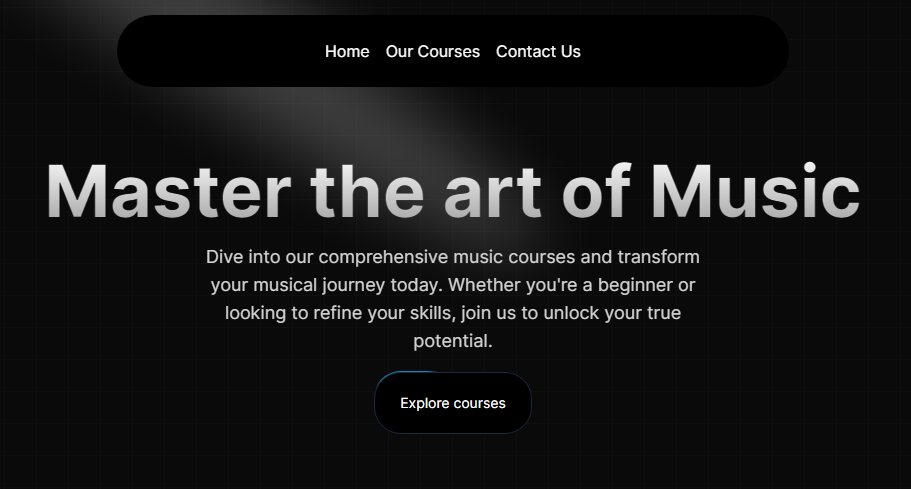 Home Our Courses Contact Us
Master the art of Music
Dive into our comprehensive music courses and transform
your musical journey today. Whether you're a beginner or
looking to refine your skills, join us to unlock your true
potential.
Explore courses